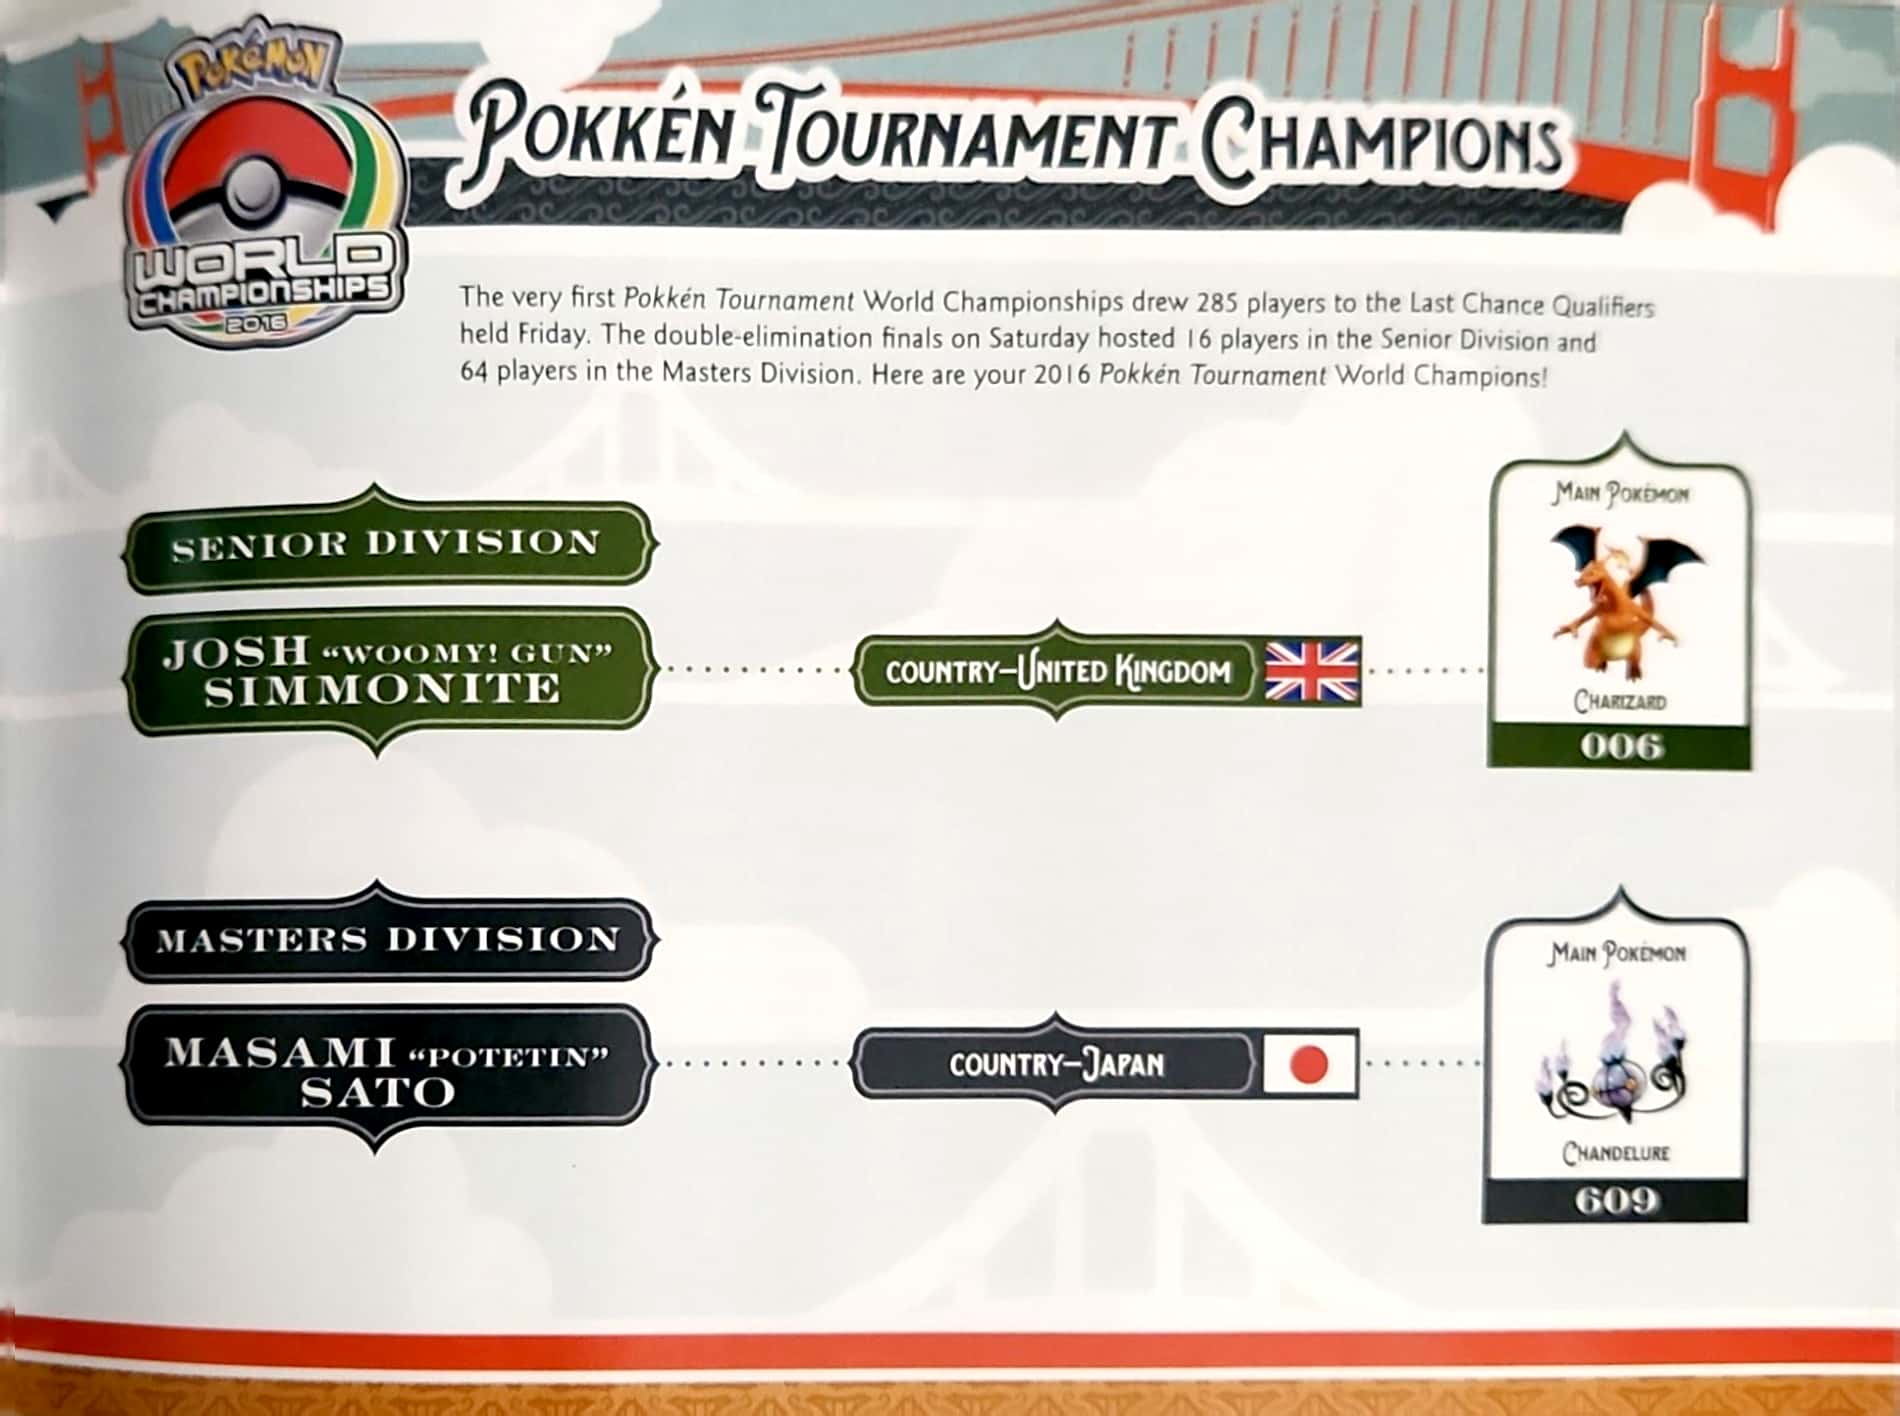 POKÉMON
WORLD
CHAMPIONSHIPS
2016
POKKÉN TOURNAMENT CHAMPIONS
The very first Pokkén Tournament World Championships drew 285 players to the Last Chance Qualifiers
held Friday. The double-elimination finals on Saturday hosted 16 players in the Senior Division and
64 players in the Masters Division. Here are your 2016 Pokkén Tournament World Champions!
SENIOR DIVISION
JOSH “WOOMY! GUN”
SIMMONITE
COUNTRY–UNITED KINGDOM
MAIN POKÉMON
CHARIZARD
006
MASTERS DIVISION
MASAMI “POTETIN”
SATO
COUNTRY–JAPAN
MAIN POKÉMON
CHANDELURE
609